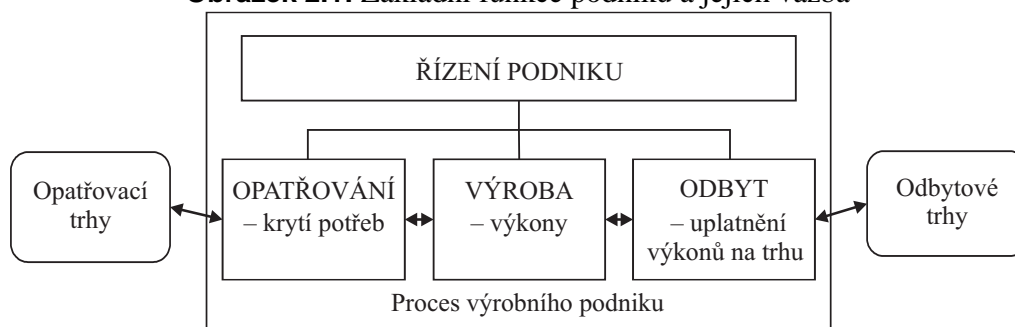 Obrázek 2.1: Základní funkce podniku a jejich vazba
ŘÍZENÍ PODNIKU
Opatřovací
trhy
OPATŘOVÁNÍ
– krytí potřeb
VÝROBA
– výkony
ODBYT
– uplatnění
výkonů na trhu
Odbytové
trhy
Proces výrobního podniku